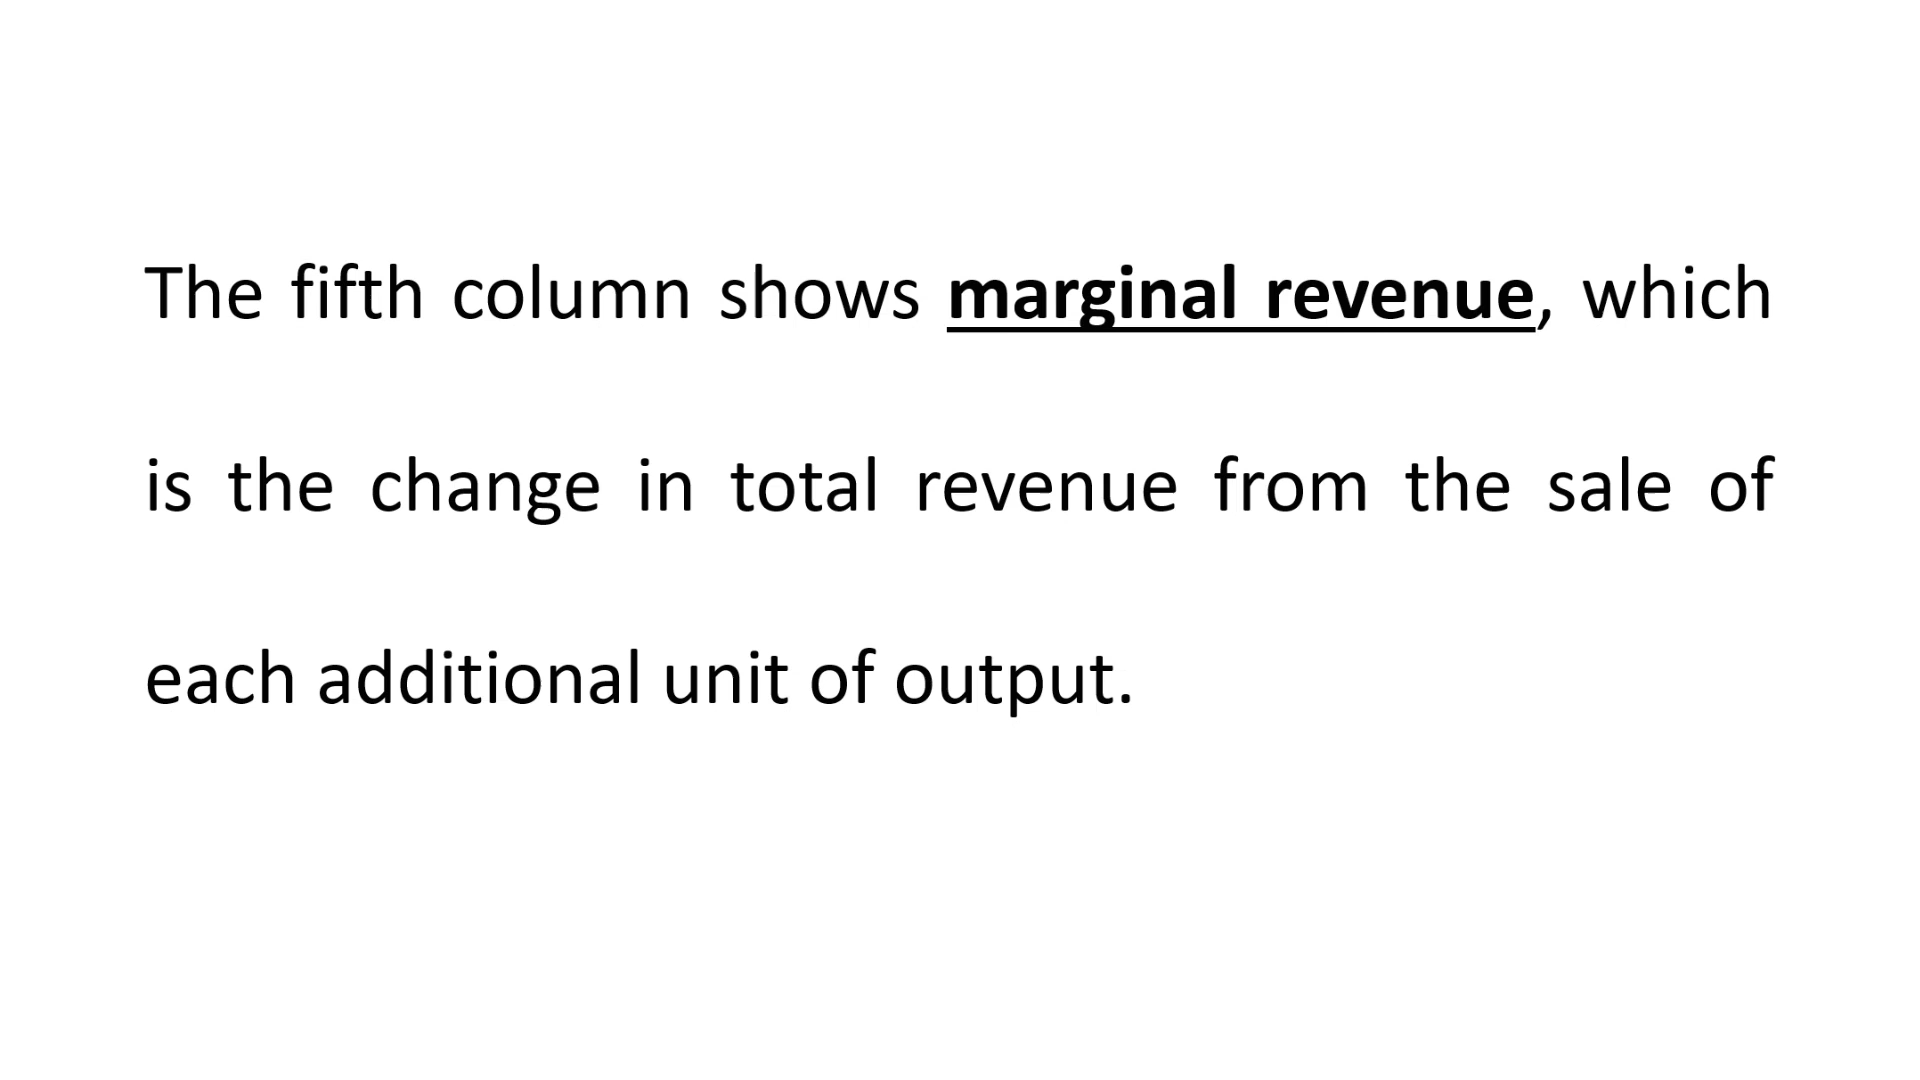 The fifth column shows marginal revenue, which
is the change in total revenue from the sale of
each additional unit of output.